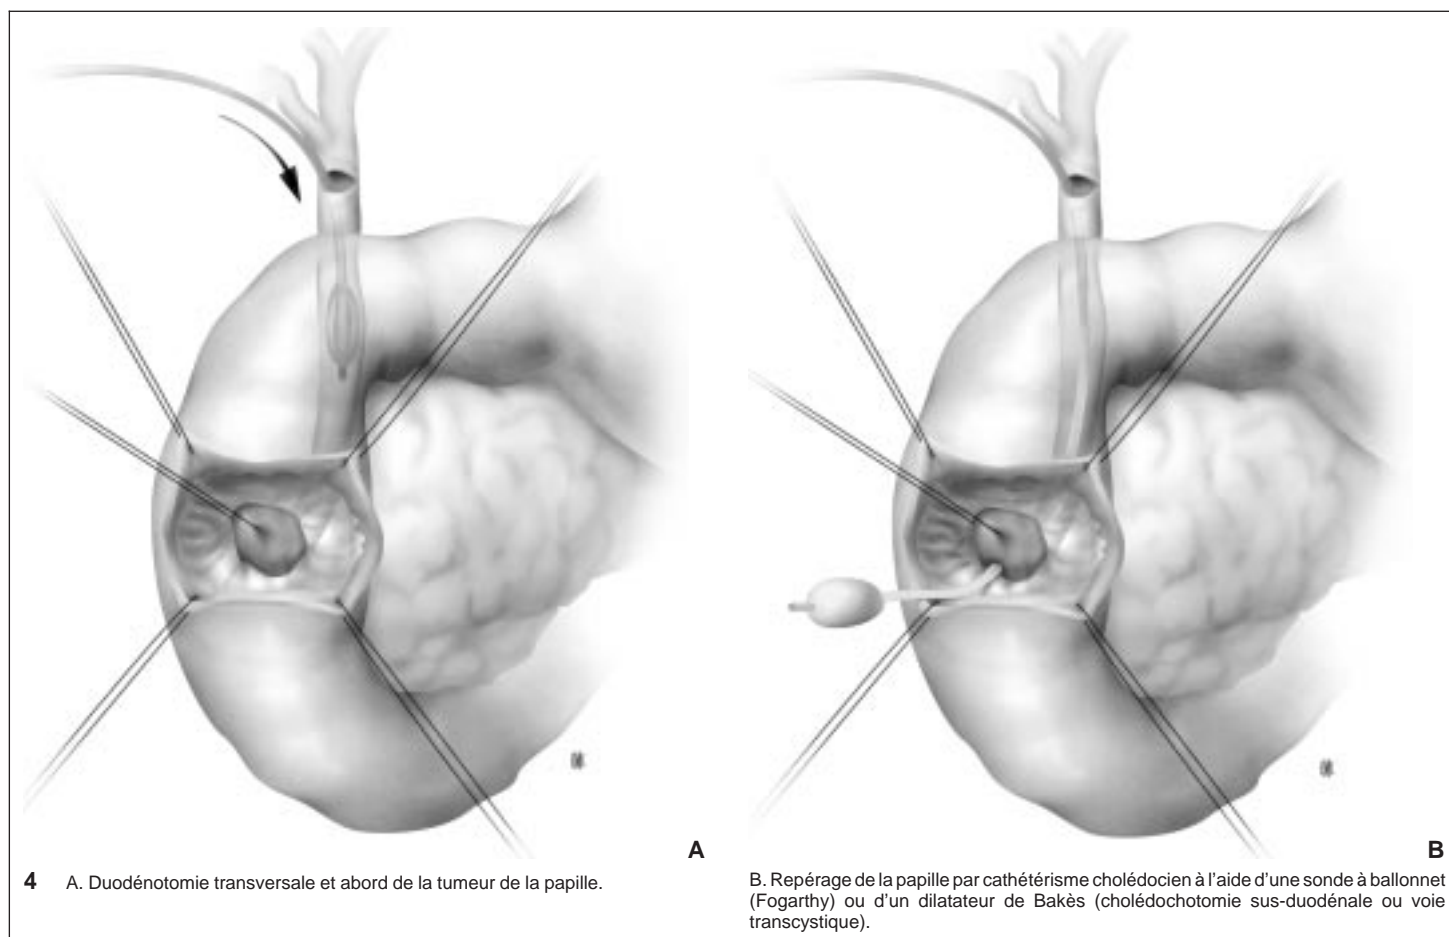 A
B
4 A. Duodénotomie transversale et abord de la tumeur de la papille.
B. Repérage de la papille par cathétérisme cholédocien à l'aide d'une sonde à ballonnet
(Fogarthy) ou d'un dilatateur de Bakès (cholédochotomie sus-duodénale ou voie
transcystique).